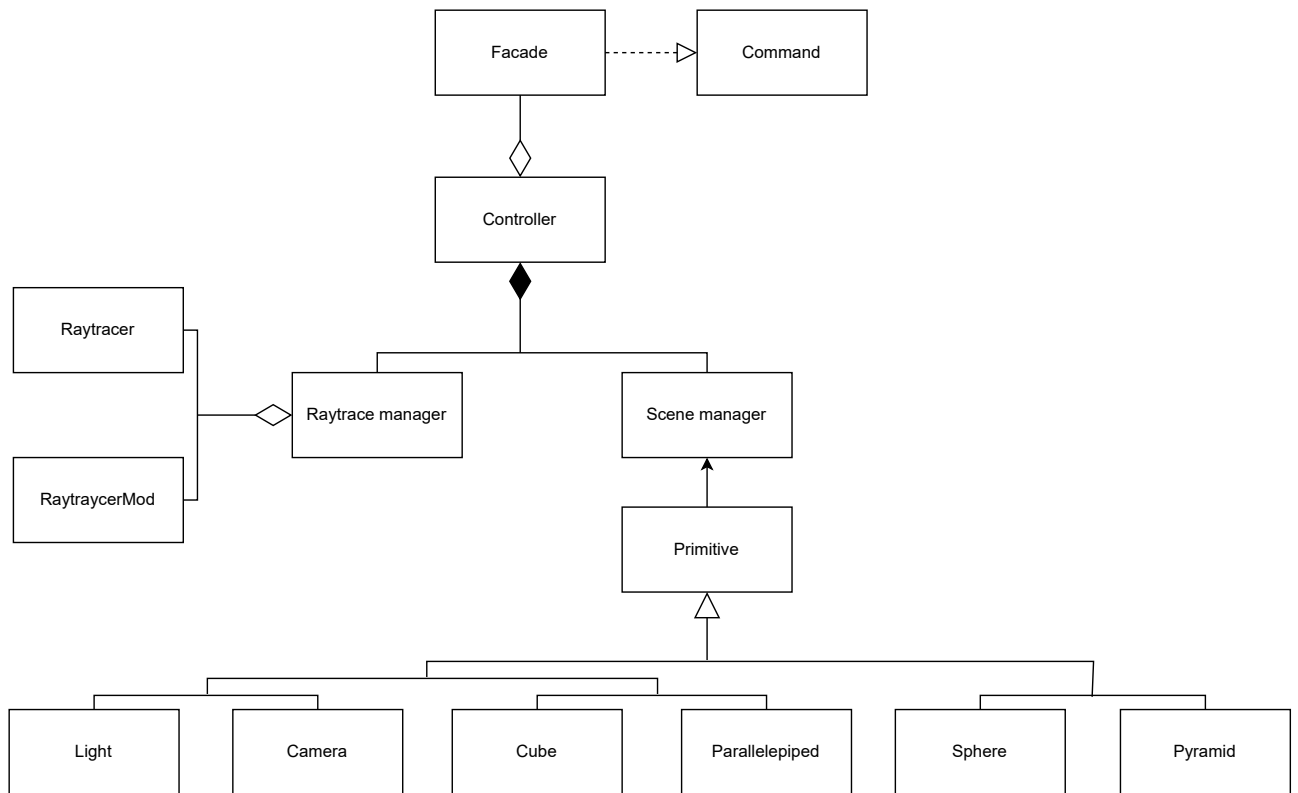 Facade
Command
Controller
Raytracer
Raytrace manager
Scene manager
RaytraycerMod
Primitive
Light
Camera
Cube
Parallelepiped
Sphere
Pyramid